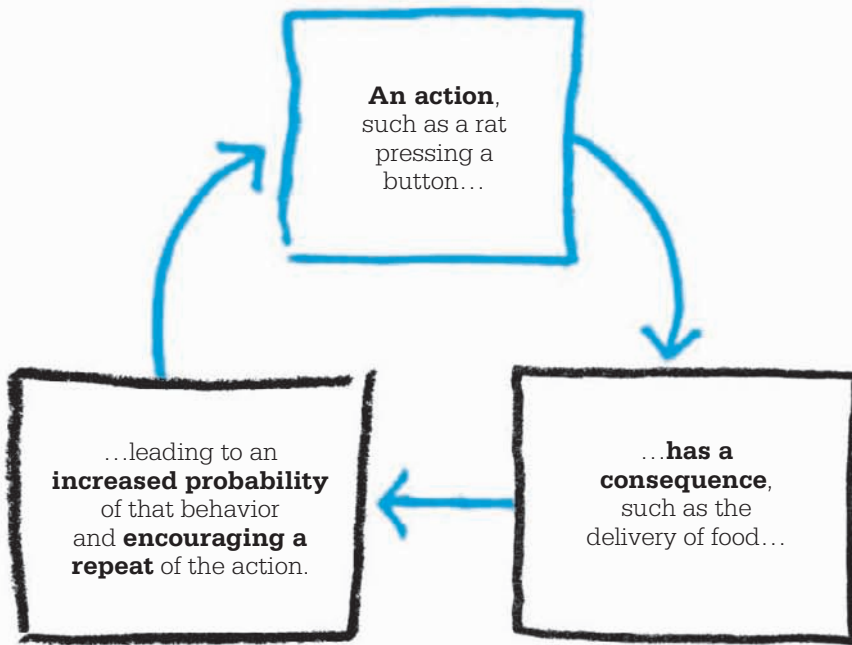 An action,
such as a rat
pressing a
button…
…has a
consequence,
such as the
delivery of food…
…leading to an
increased probability
of that behavior
and encouraging a
repeat of the action.